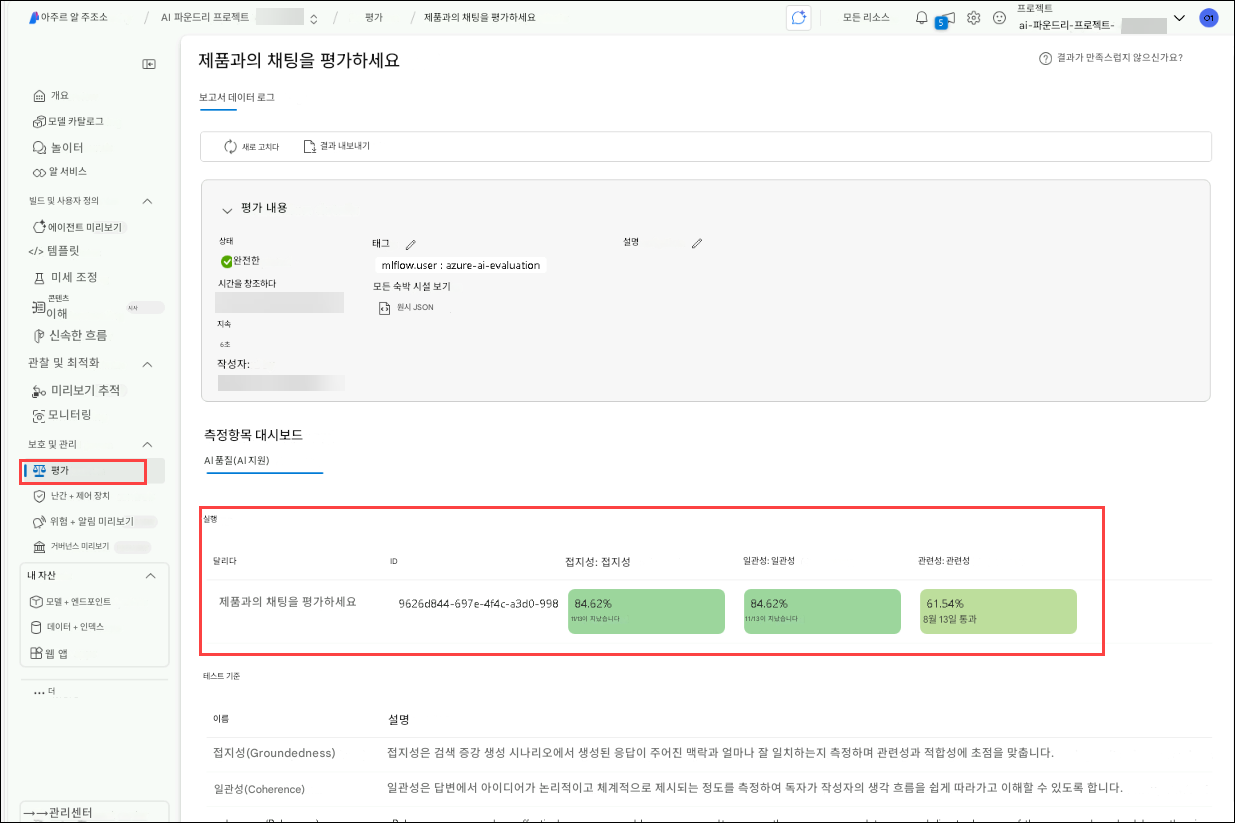 아주르 알 주소소 / AI 파운드리 프로젝트 / 평가 / 제품과의 채팅을 평가하세요
모든 리소스
5
프로젝트
ai-파운드리-프로젝트-
O1
개요
모델 카탈로그
놀이터
알 서비스
빌드 및 사용자 정의
에이전트 미리보기
</> 템플릿
미세 조정
콘텐츠
이해
시사
신속한 흐름
관찰 및 최적화
미리보기 추적
모니터링
보호 및 관리
평가
난간 + 제어 장치
위험 + 알림 미리보기
거버넌스 미리보기
내 자산
모델 + 엔드포인트
데이터 + 인덱스
웹 앱
... 더
관리센터
제품과의 채팅을 평가하세요
결과가 만족스럽지 않으신가요?
보고서 데이터 로그
새로 고치다
결과 내보내기
평가 내용
상태
완전한
시간을 창조하다
지속
6초
작성자:
태그
mlflow.user : azure-ai-evaluation
모든 숙박 시설 보기
원시 JSON
설명
측정항목 대시보드
AI 품질(AI 지원)
실행
달리다 ID 접지성: 접지성 일관성: 일관성 관련성: 관련성
제품과의 채팅을 평가하세요 9626d844-697e-4f4c-a3d0-998 84.62% 84.62% 61.54%
11/13이 지났습니다 11/13이 지났습니다 8월 13일 통과
테스트 기준
이름 설명
접지성(Groundedness) 접지성은 검색 증강 생성 시나리오에서 생성된 응답이 주어진 맥락과 얼마나 잘 일치하는지 측정하며 관련성과 적합성에 초점을 맞춥니다.
일관성(Coherence) 일관성은 답변에서 아이디어가 논리적이고 체계적으로 제시되는 정도를 측정하여 독자가 작성자의 생각 흐름을 쉽게 따라가고 이해할 수 있도록 합니다.